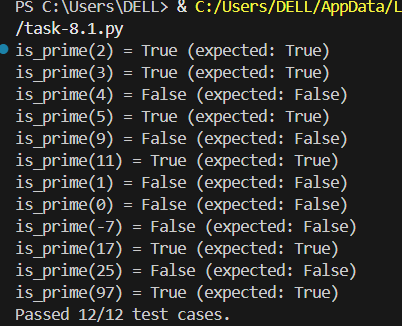 PS C:\Users\DELL> & C:/Users/DELL/AppData/L
/task-8.1.py
is_prime(2) = True (expected: True)
is_prime(3) = True (expected: True)
is_prime(4) = False (expected: False)
is_prime(5) = True (expected: True)
is_prime(9) = False (expected: False)
is_prime(11) = True (expected: True)
is_prime(1) = False (expected: False)
is_prime(0) = False (expected: False)
is_prime(-7) = False (expected: False)
is_prime(17) = True (expected: True)
is_prime(25) = False (expected: False)
is_prime(97) = True (expected: True)
Passed 12/12 test cases.